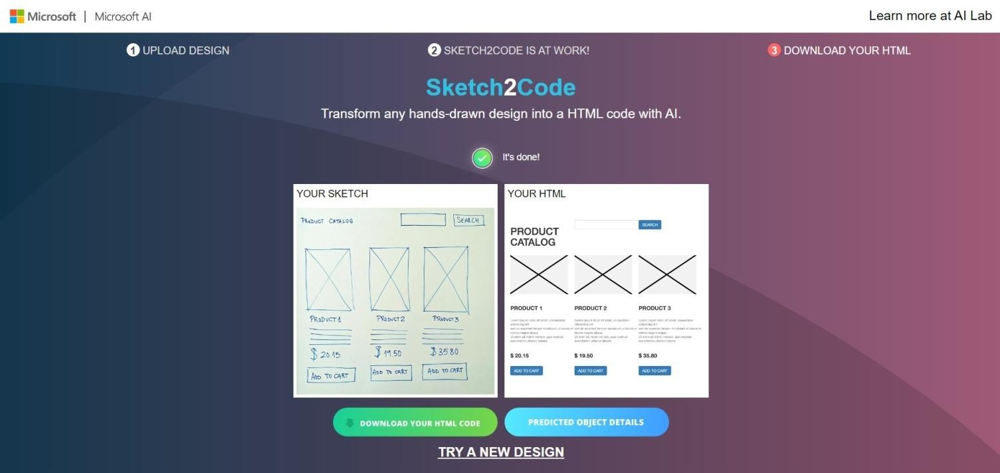 Microsoft | Microsoft AI
Learn more at AI Lab
1 UPLOAD DESIGN
2 SKETCH2CODE IS AT WORK!
3 DOWNLOAD YOUR HTML
Sketch2Code
Transform any hands-drawn design into a HTML code with AI.
It's done!
YOUR SKETCH
PRODUCT CATALOG
SEARCH
PRODUCT 1
PRODUCT 2
PRODUCT 3
$ 20.15
$ 19.50
$ 35.80
ADD TO CART
ADD TO CART
ADD TO CART
YOUR HTML
SEARCH
PRODUCT
CATALOG
PRODUCT 1
PRODUCT 2
PRODUCT 3
$ 20.15
$ 19.50
$ 35.80
ADD TO CART
ADD TO CART
ADD TO CART
DOWNLOAD YOUR HTML CODE
PREDICTED OBJECT DETAILS
TRY A NEW DESIGN